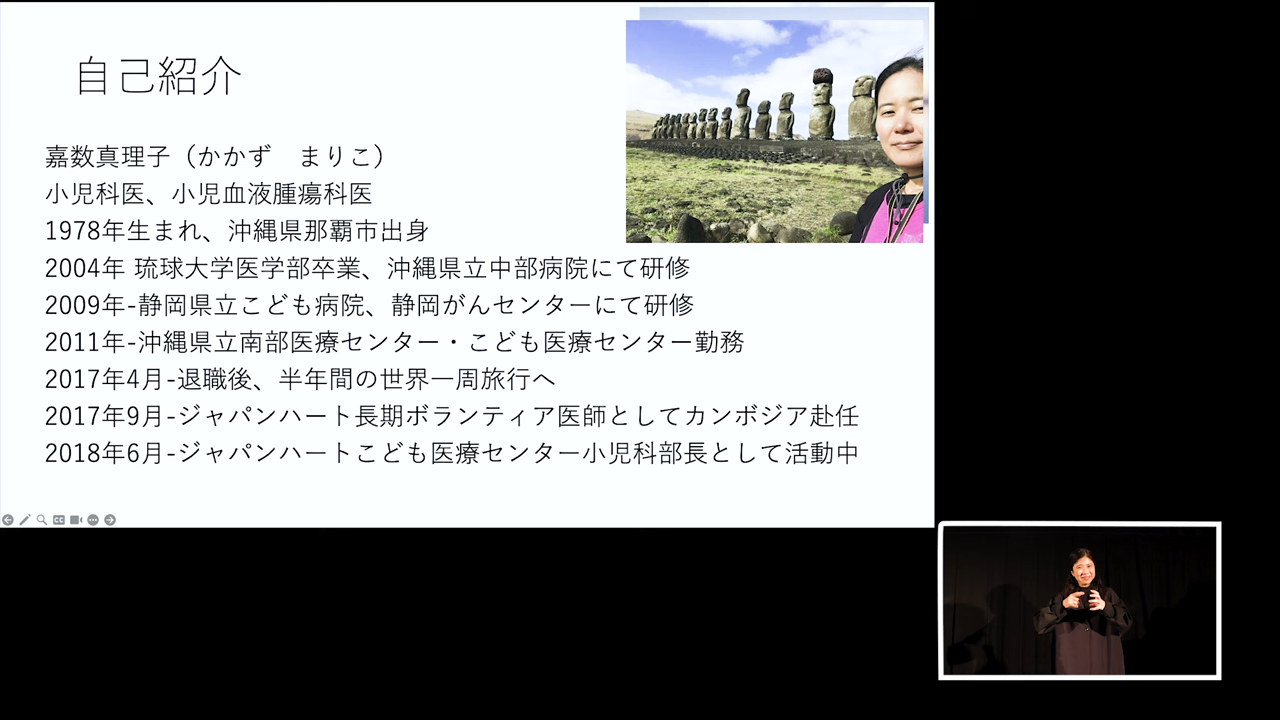 自己紹介
嘉数真理子（かかず　まりこ）
小児科医、小児血液腫瘍科医
1978年生まれ、沖縄県那覇市出身
2004年 琉球大学医学部卒業、沖縄県立中部病院にて研修
2009年-静岡県立こども病院、静岡がんセンターにて研修
2011年-沖縄県立南部医療センター・こども医療センター勤務
2017年4月-退職後、半年間の世界一周旅行へ
2017年9月-ジャパンハート長期ボランティア医師としてカンボジア赴任
2018年6月-ジャパンハートこども医療センター小児科部長として活動中
CC